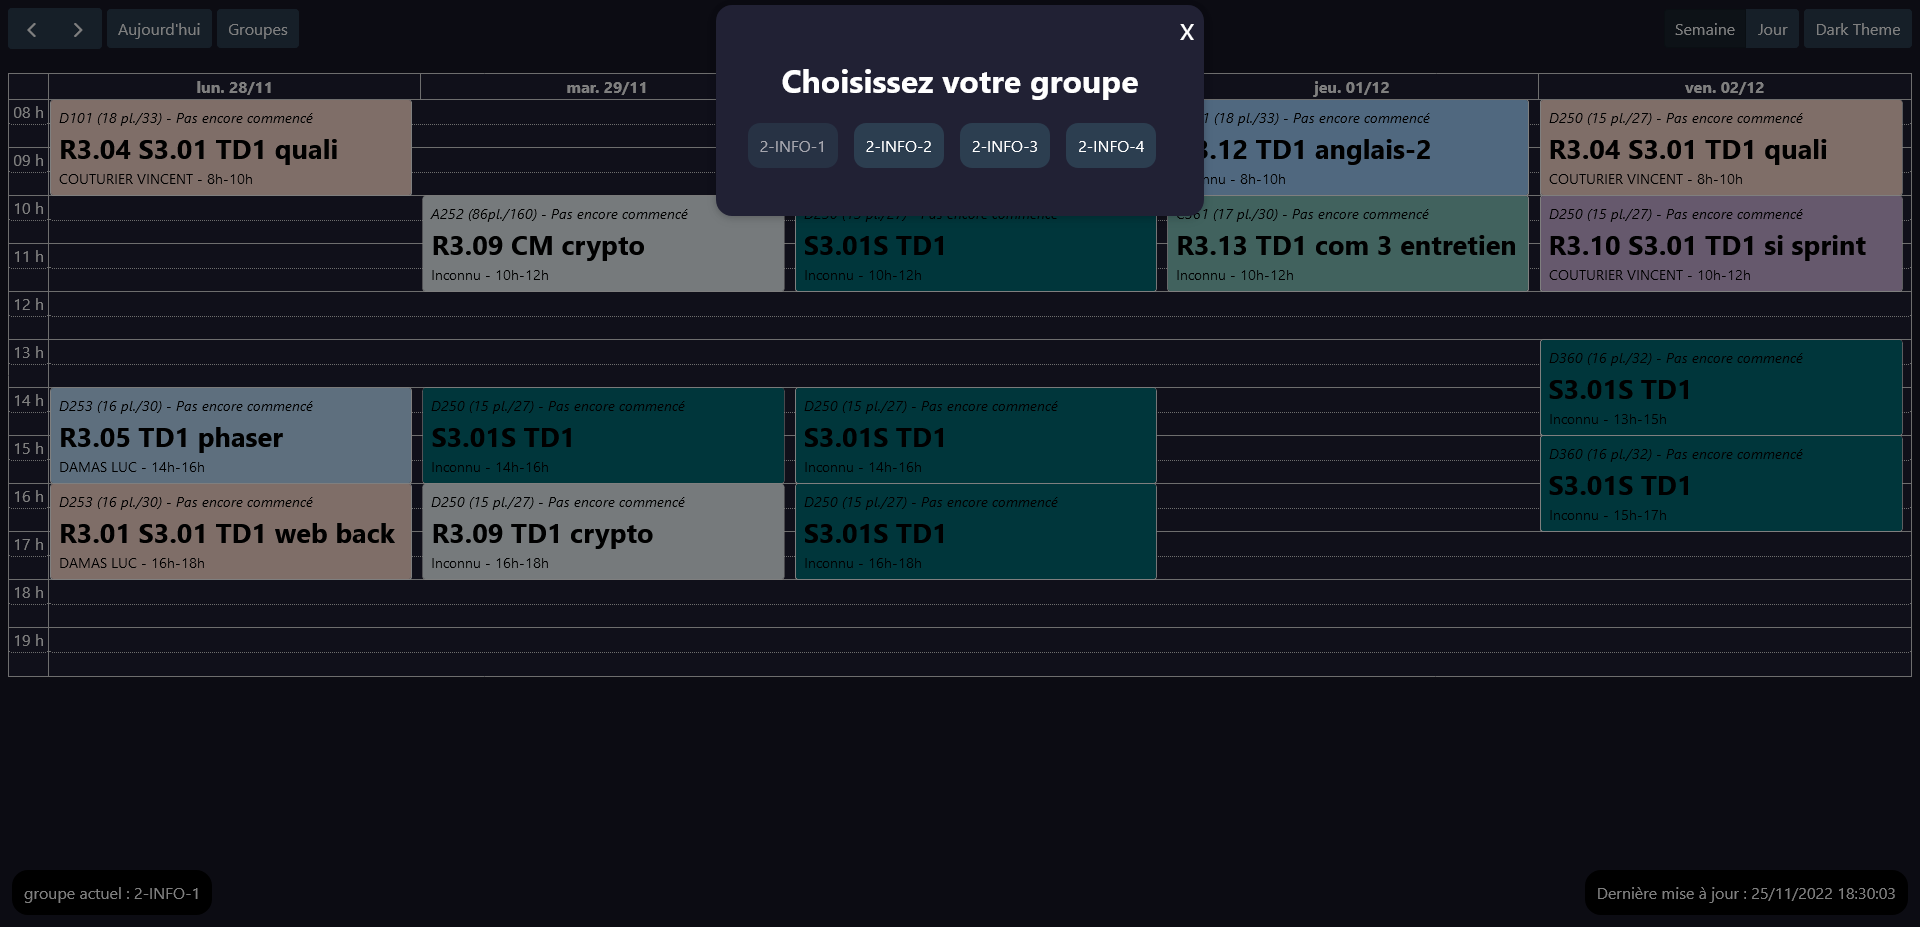 Aujourd'hui
Groupes
Semaine
Jour
Dark Theme
X
Choisissez votre groupe
2-INFO-1
2-INFO-2
2-INFO-3
2-INFO-4
lun. 28/11
mar. 29/11
jeu. 01/12
ven. 02/12
08 h
09 h
10 h
11 h
12 h
13 h
14 h
15 h
16 h
17 h
18 h
19 h
D101 (18 pl./33) - Pas encore commencé
R3.04 S3.01 TD1 quali
COUTURIER VINCENT - 8h-10h
D253 (16 pl./30) - Pas encore commencé
R3.05 TD1 phaser
DAMAS LUC - 14h-16h
D253 (16 pl./30) - Pas encore commencé
R3.01 S3.01 TD1 web back
DAMAS LUC - 16h-18h
A252 (86pl./160) - Pas encore commencé
R3.09 CM crypto
Inconnu - 10h-12h
D250 (15 pl./27) - Pas encore commencé
S3.01S TD1
Inconnu - 14h-16h
D250 (15 pl./27) - Pas encore commencé
R3.09 TD1 crypto
Inconnu - 16h-18h
D250 (15 pl./27) - Pas encore commencé
S3.01S TD1
Inconnu - 10h-12h
D250 (15 pl./27) - Pas encore commencé
S3.01S TD1
Inconnu - 14h-16h
D250 (15 pl./27) - Pas encore commencé
S3.01S TD1
Inconnu - 16h-18h
(18 pl./33) - Pas encore commencé
.12 TD1 anglais-2
nnu - 8h-10h
(17 pl./30) - Pas encore commencé
R3.13 TD1 com 3 entretien
Inconnu - 10h-12h
D250 (15 pl./27) - Pas encore commencé
R3.04 S3.01 TD1 quali
COUTURIER VINCENT - 8h-10h
D250 (15 pl./27) - Pas encore commencé
R3.10 S3.01 TD1 si sprint
COUTURIER VINCENT - 10h-12h
D360 (16 pl./32) - Pas encore commencé
S3.01S TD1
Inconnu - 13h-15h
D360 (16 pl./32) - Pas encore commencé
S3.01S TD1
Inconnu - 15h-17h
groupe actuel : 2-INFO-1
Dernière mise à jour : 25/11/2022 18:30:03